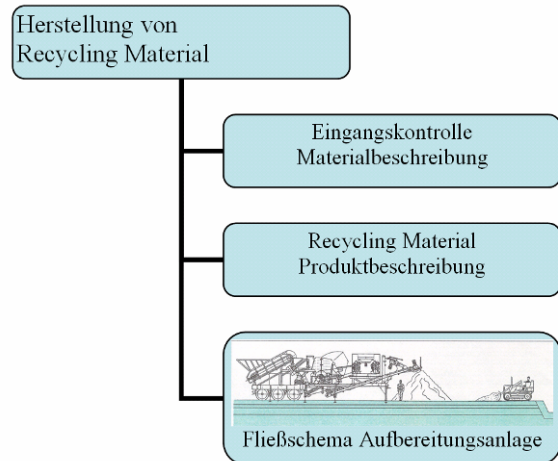 Herstellung von
Recycling Material
Eingangskontrolle
Materialbeschreibung
Recycling Material
Produktbeschreibung
Fließschema Aufbereitungsanlage